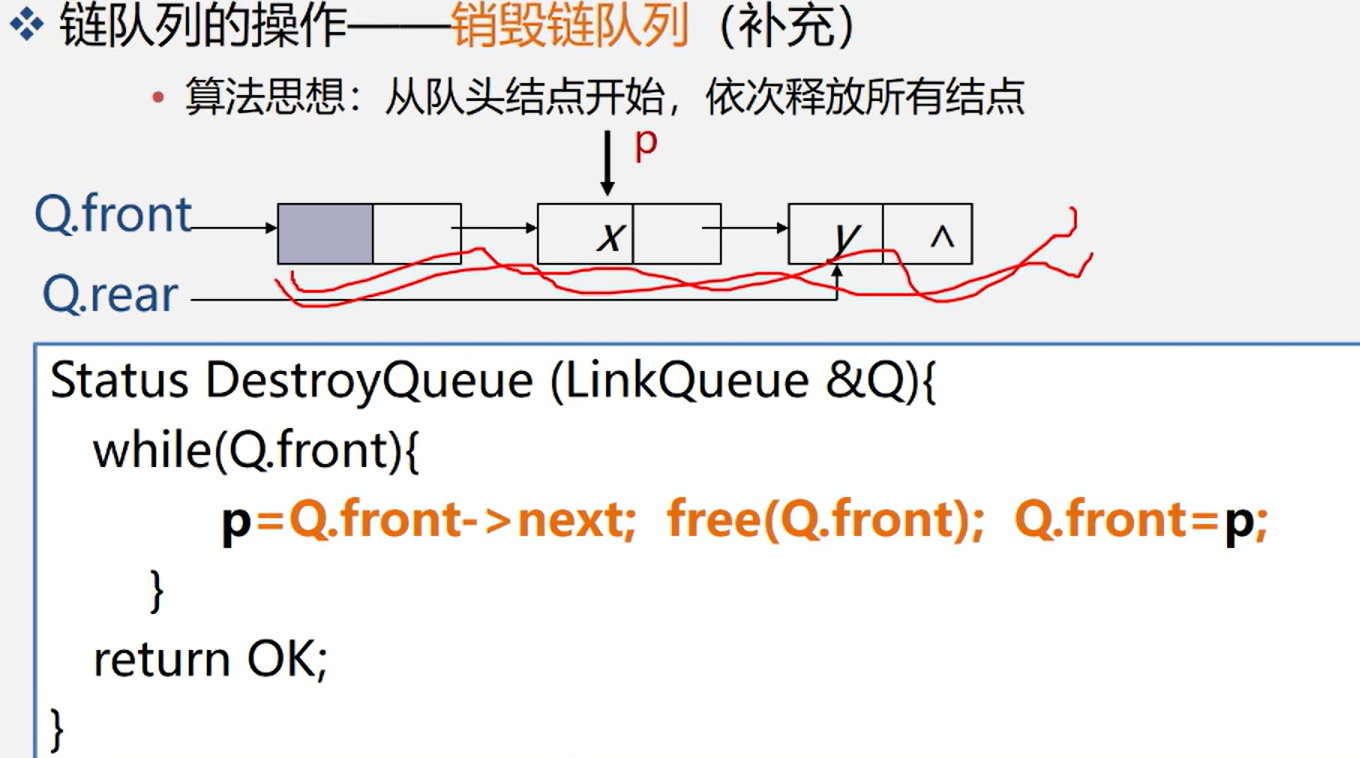 链队列的操作——销毁链队列（补充）
• 算法思想：从队头结点开始，依次释放所有结点
p
Q.front
x
y ^
Q.rear
Status DestroyQueue (LinkQueue &Q){
while(Q.front){
p=Q.front->next; free(Q.front); Q.front=p;
}
return OK;
}